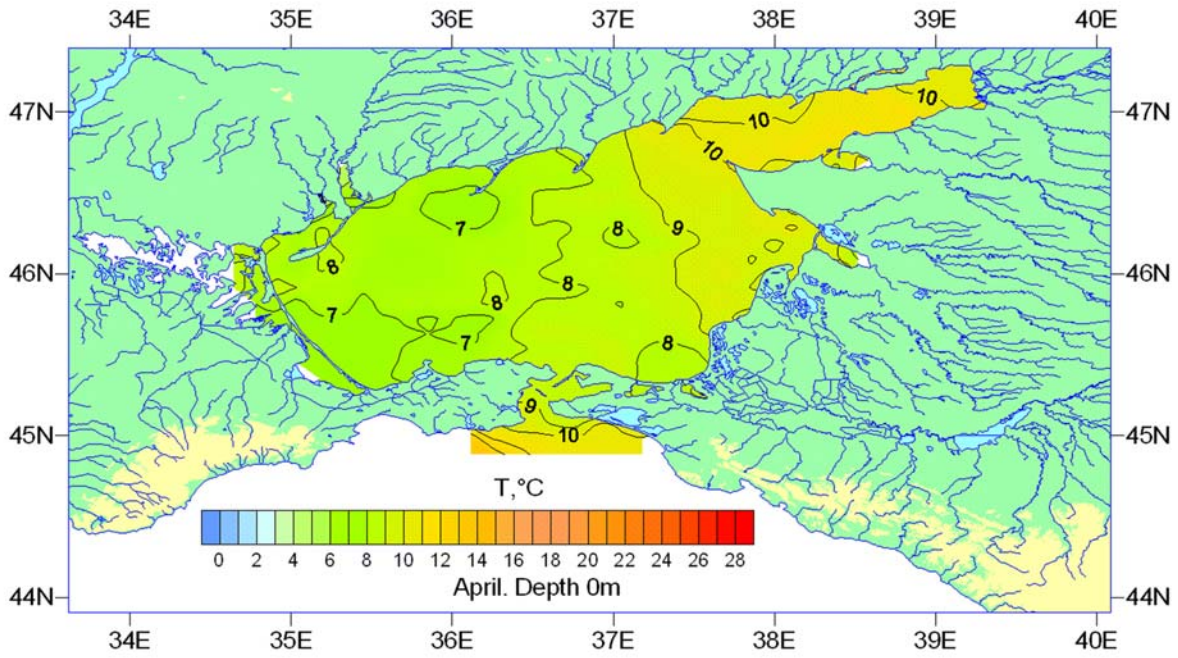 34E 35E 36E 37E 38E 39E 40E
47N 10 47N
10
10
7 8 9
46N 8 46N
8
8
7
7 8
9
45N 10 45N
T,°C
0 2 4 6 8 10 12 14 16 18 20 22 24 26 28
April. Depth 0m
44N 44N
34E 35E 36E 37E 38E 39E 40E